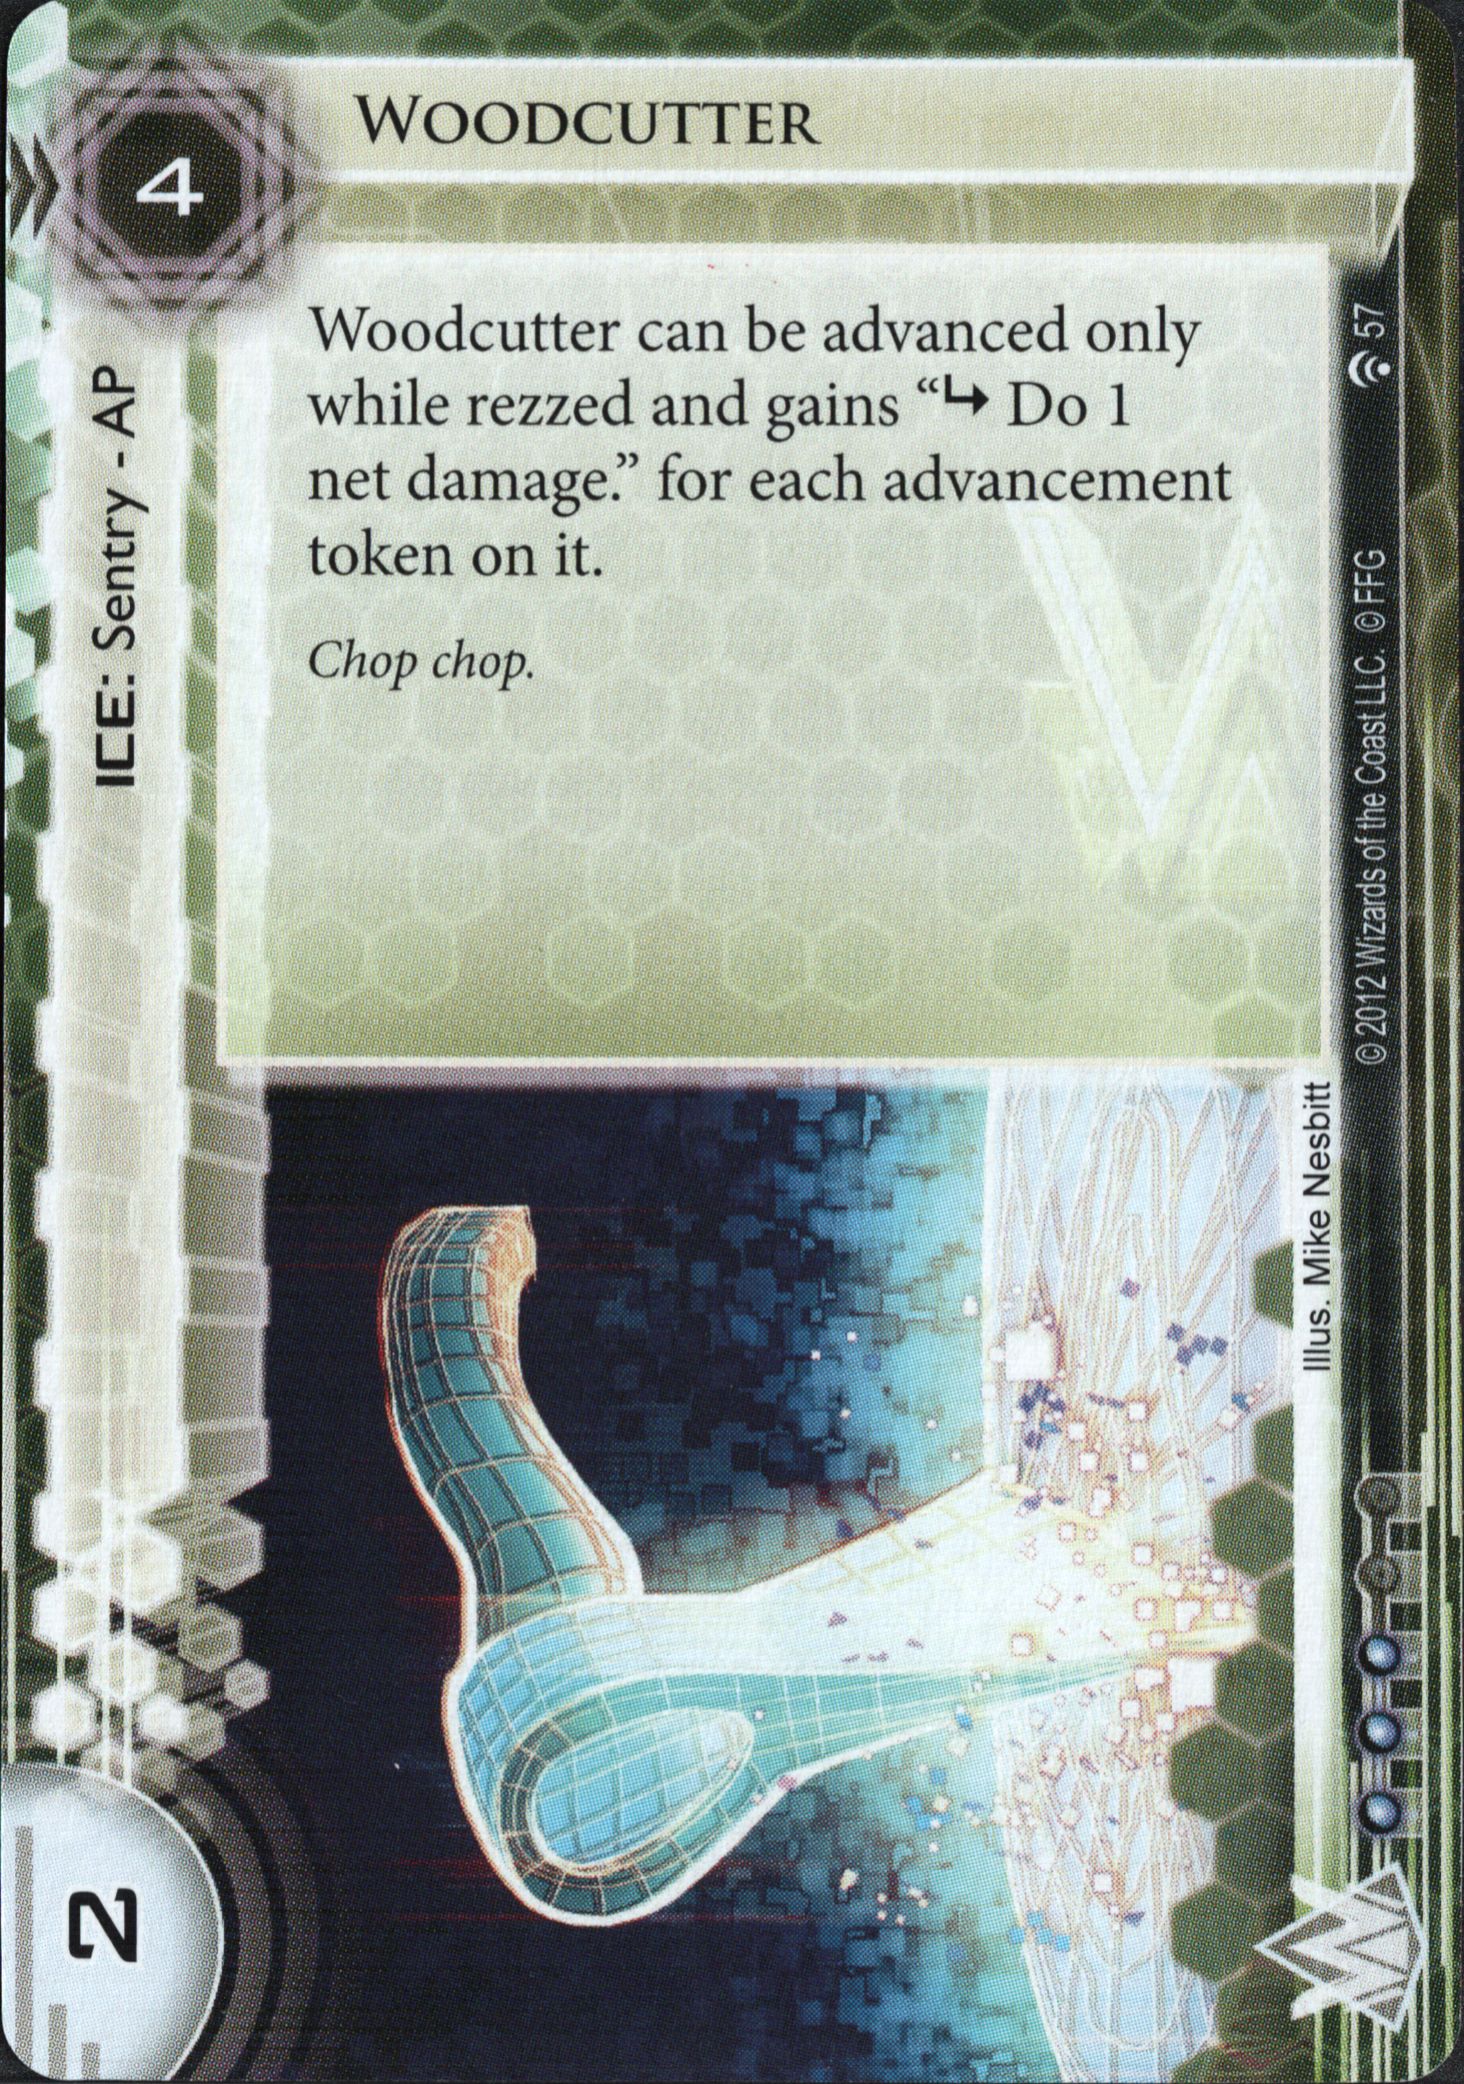 WOODCUTTER
4
Woodcutter can be advanced only
while rezzed and gains “↳ Do 1
net damage.” for each advancement
token on it.
Chop chop.
ICE: Sentry - AP
2
57
© 2012 Wizards of the Coast LLC. © FFG
Illus. Mike Nesbitt